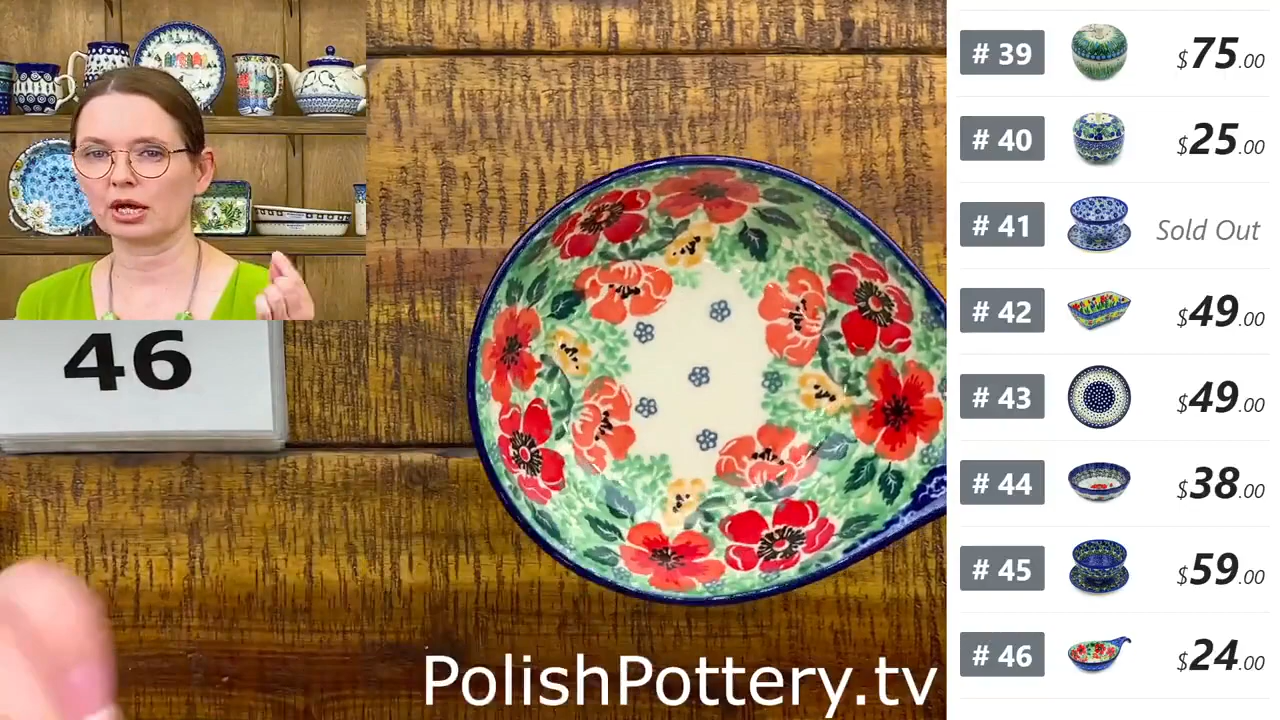 46
PolishPottery.tv
# 39 $75.00
# 40 $25.00
# 41 Sold Out
# 42 $49.00
# 43 $49.00
# 44 $38.00
# 45 $59.00
# 46 $24.00